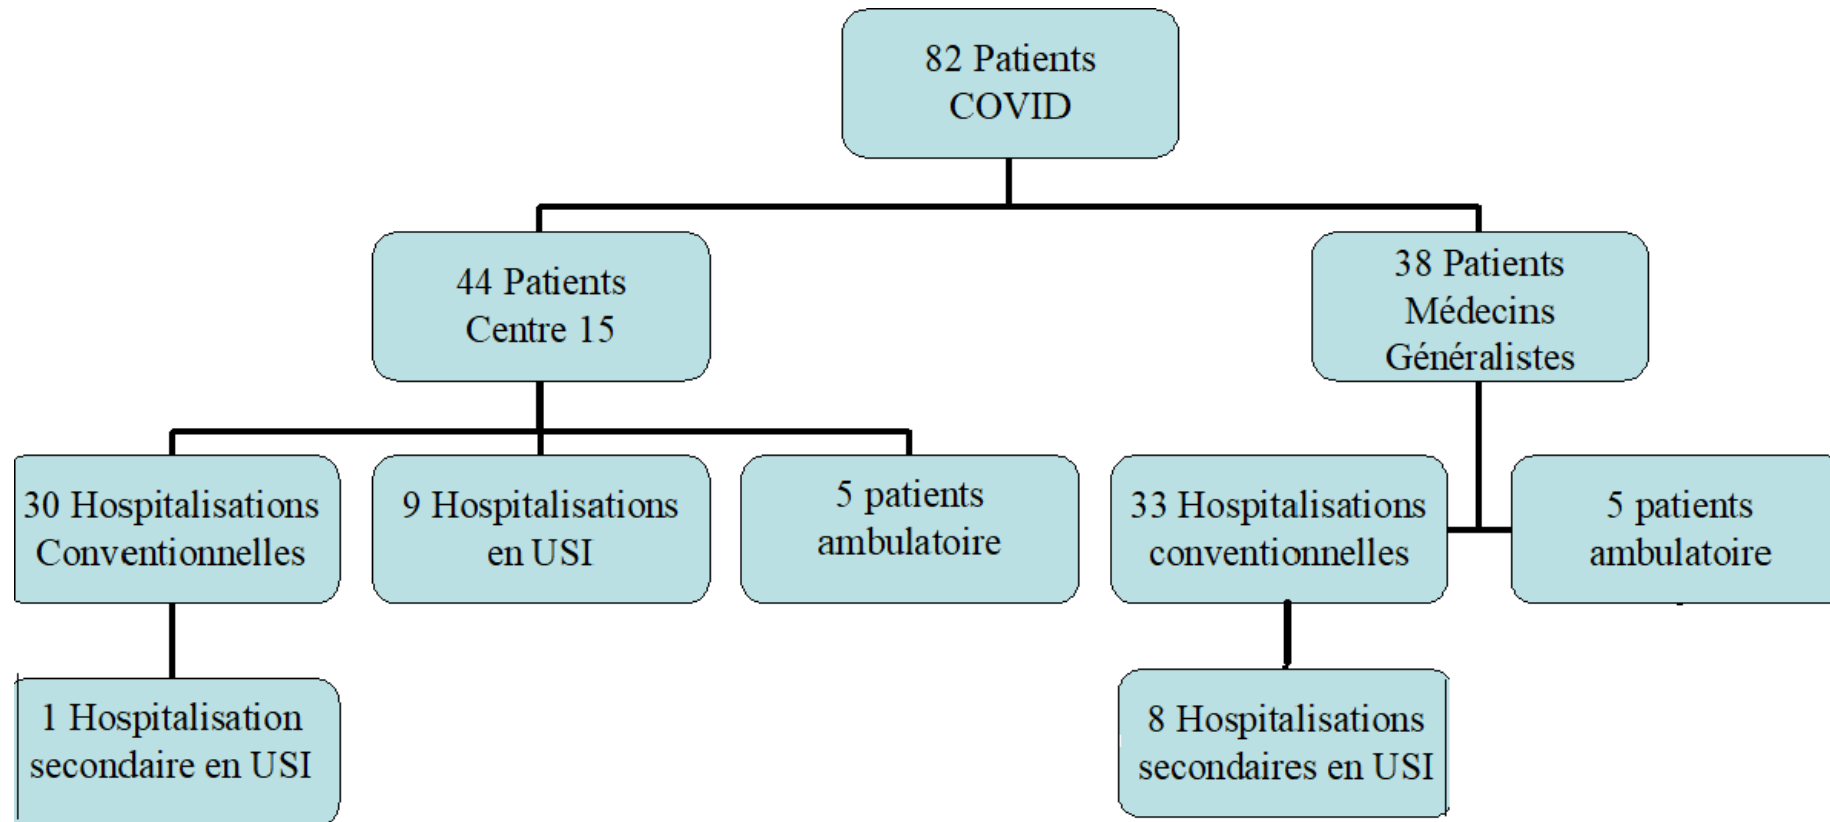 82 Patients
COVID
44 Patients
Centre 15
38 Patients
Médecins
Généralistes
30 Hospitalisations
Conventionnelles
9 Hospitalisations
en USI
5 patients
ambulatoire
33 Hospitalisations
conventionnelles
5 patients
ambulatoire
1 Hospitalisation
secondaire en USI
8 Hospitalisations
secondaires en USI